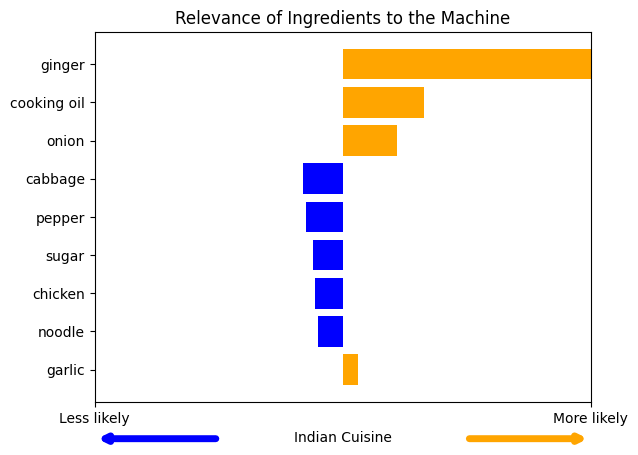 Relevance of Ingredients to the Machine
ginger
cooking oil
onion
cabbage
pepper
sugar
chicken
noodle
garlic
Less likely
More likely
Indian Cuisine